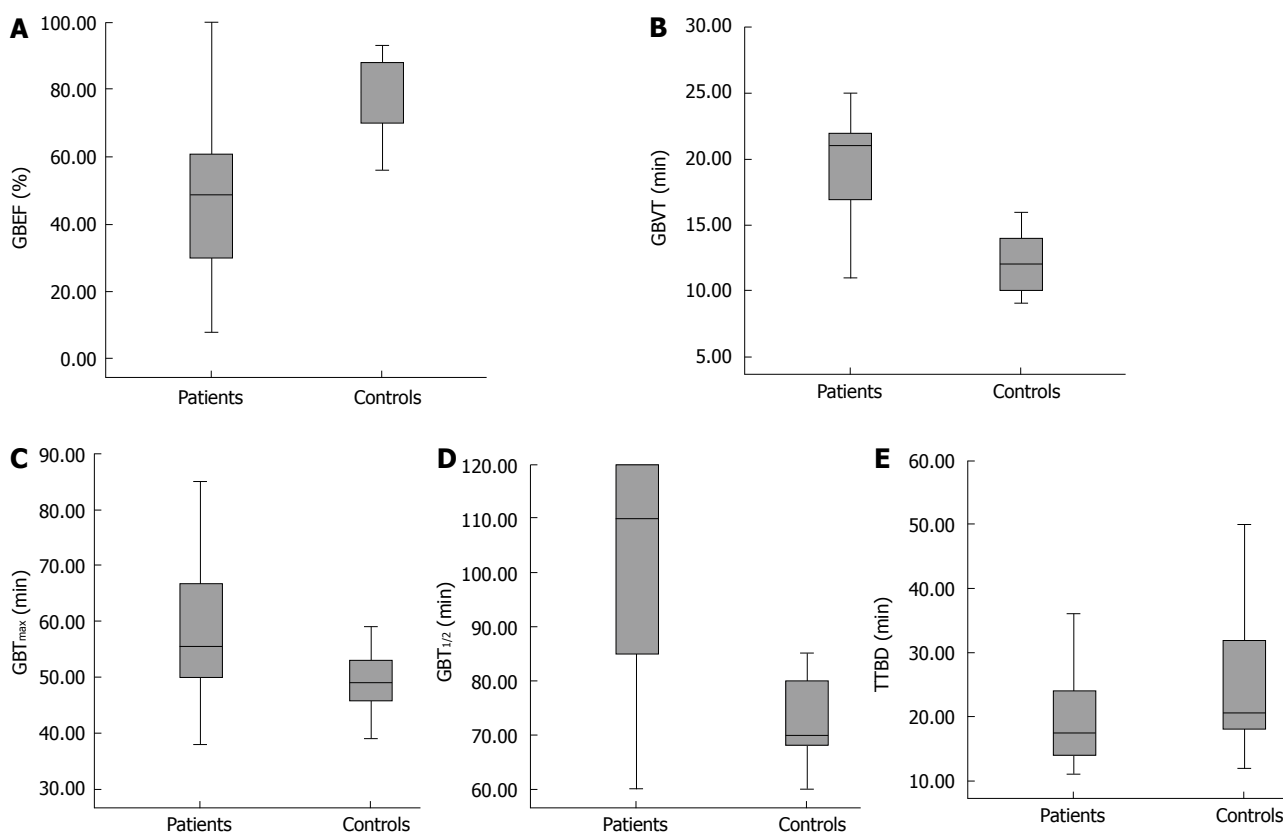 A
GBEF (%)
100.00
80.00
60.00
40.00
20.00
0.00
Patients Controls
B
GBVT (min)
30.00
25.00
20.00
15.00
10.00
5.00
Patients Controls
C
GBTmax (min)
90.00
80.00
70.00
60.00
50.00
40.00
30.00
Patients Controls
D
GBT1/2 (min)
120.00
110.00
100.00
90.00
80.00
70.00
60.00
Patients Controls
E
TTBD (min)
60.00
50.00
40.00
30.00
20.00
10.00
Patients Controls